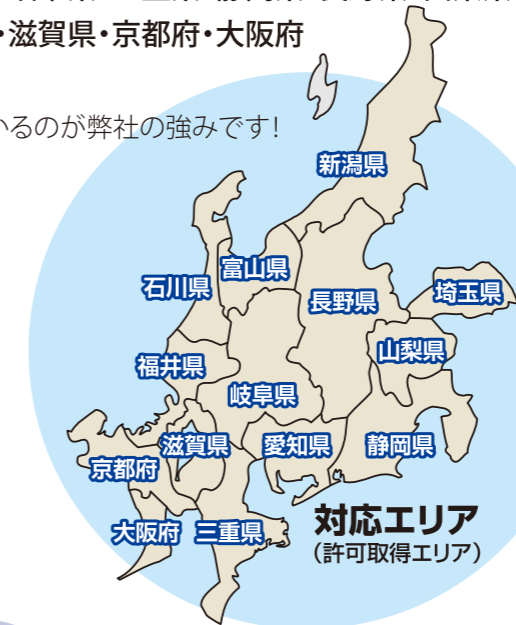 ・滋賀県・京都府・大阪府
いるのが弊社の強みです!
新潟県
富山県
石川県
長野県
埼玉県
山梨県
福井県
岐阜県
滋賀県
愛知県
静岡県
京都府
大阪府
三重県
対応エリア
(許可取得エリア)